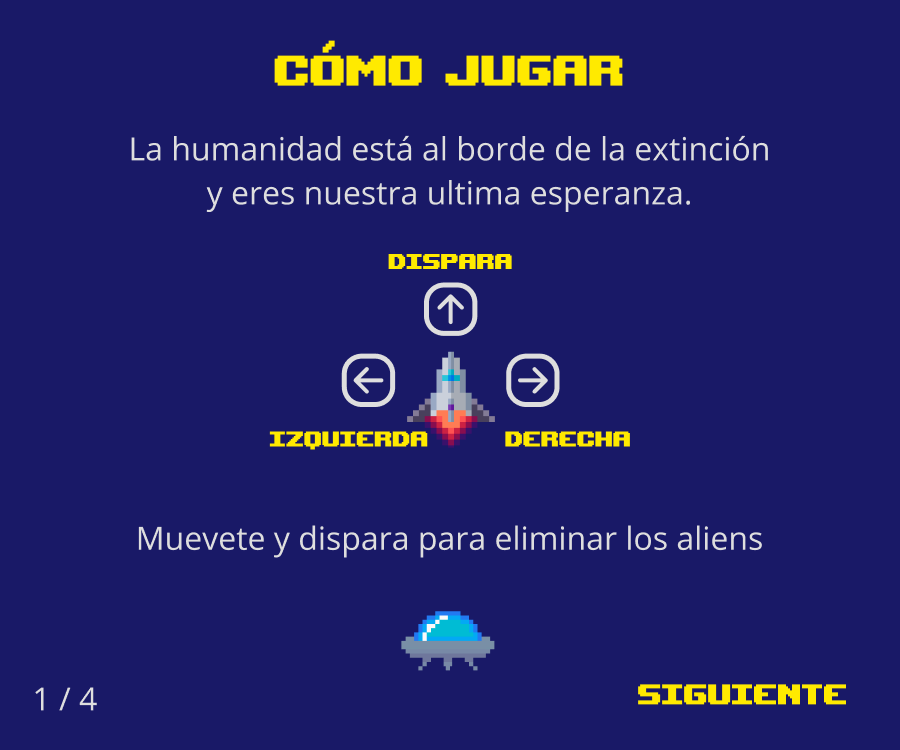 CÓMO JUGAR
La humanidad está al borde de la extinción
y eres nuestra ultima esperanza.
DISPARA
IZQUIERDA
DERECHA
Muevete y dispara para eliminar los aliens
1 / 4
SIGUIENTE